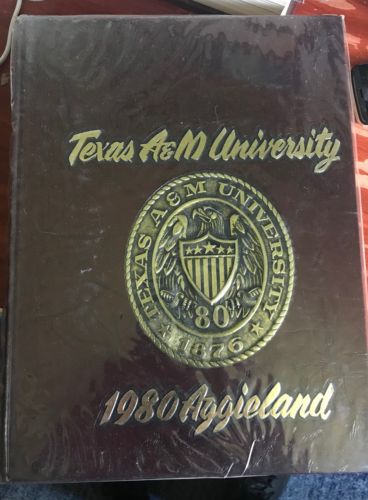 Texas A&M University
TEXAS A&M UNIVERSITY
80
1876
1980 Aggieland